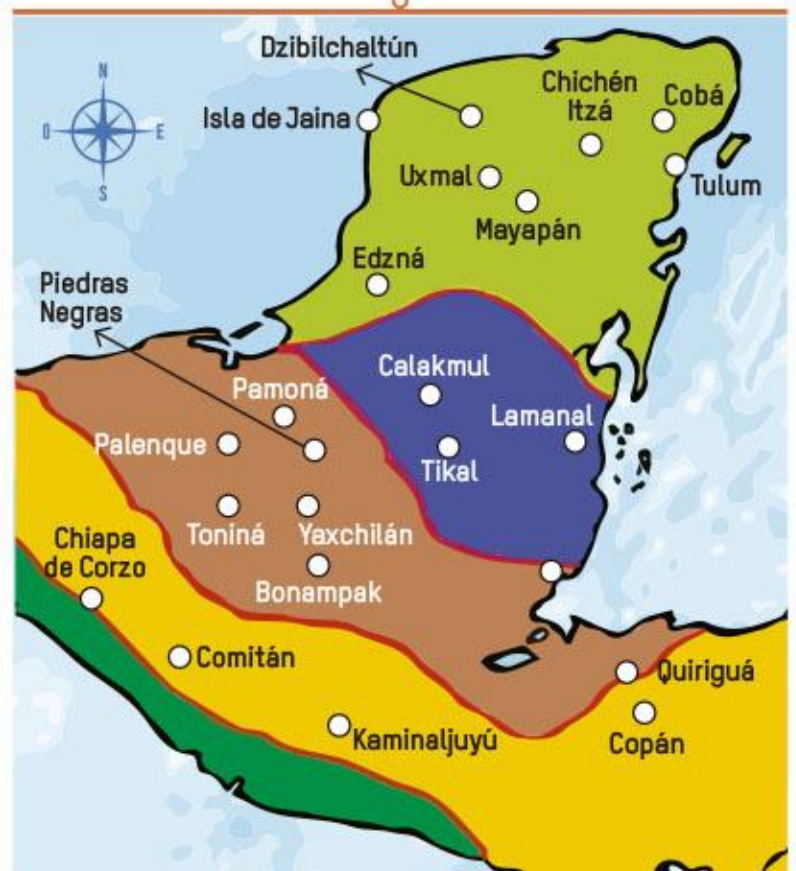 Dzibilchaltún
N
O
E
S
Isla de Jaina
Chichén
Itzá
Cobá
Uxmal
Tulum
Mayapán
Edzná
Piedras
Negras
Calakmul
Pamoná
Lamanal
Palenque
Tikal
Toniná
Yaxchilán
Chiapa
de Corzo
Bonampak
Comitán
Quiriguá
Kaminaljuyú
Copán